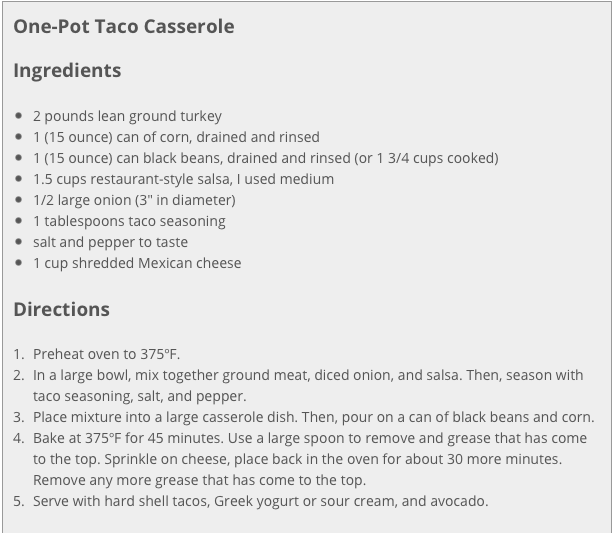 One-Pot Taco Casserole
Ingredients
• 2 pounds lean ground turkey
• 1 (15 ounce) can of corn, drained and rinsed
• 1 (15 ounce) can black beans, drained and rinsed (or 1 3/4 cups cooked)
• 1.5 cups restaurant-style salsa, I used medium
• 1/2 large onion (3" in diameter)
• 1 tablespoons taco seasoning
• salt and pepper to taste
• 1 cup shredded Mexican cheese
Directions
1. Preheat oven to 375ºF.
2. In a large bowl, mix together ground meat, diced onion, and salsa. Then, season with
taco seasoning, salt, and pepper.
3. Place mixture into a large casserole dish. Then, pour on a can of black beans and corn.
4. Bake at 375ºF for 45 minutes. Use a large spoon to remove and grease that has come
to the top. Sprinkle on cheese, place back in the oven for about 30 more minutes.
Remove any more grease that has come to the top.
5. Serve with hard shell tacos, Greek yogurt or sour cream, and avocado.